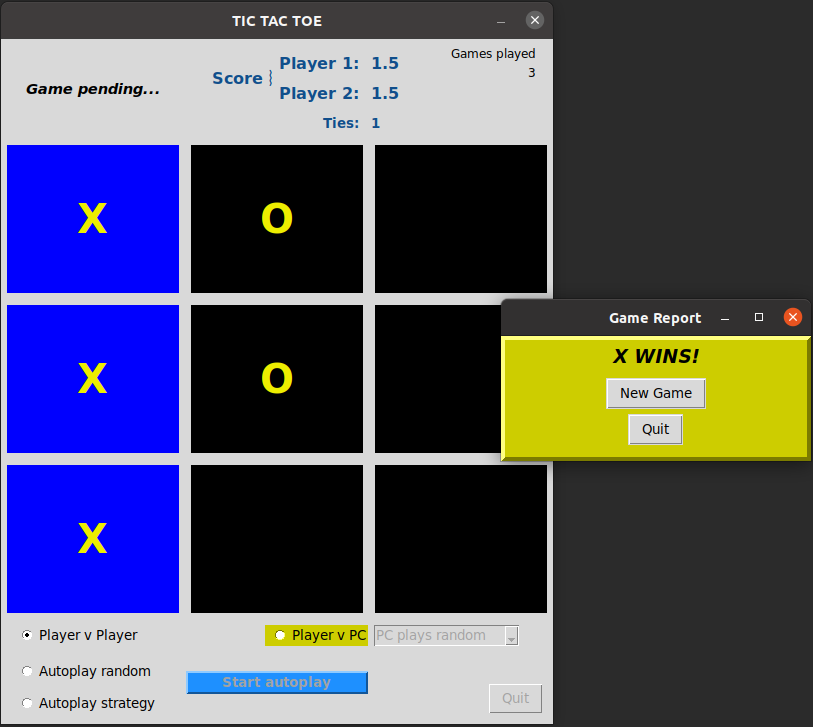 TIC TAC TOE
Game pending...
Score
Player 1: 1.5
Player 2: 1.5
Ties: 1
Games played
3
X O
X O
X
Game Report
X WINS!
New Game
Quit
Player v Player
Player v PC
PC plays random
Autoplay random
Start autoplay
Autoplay strategy
Quit